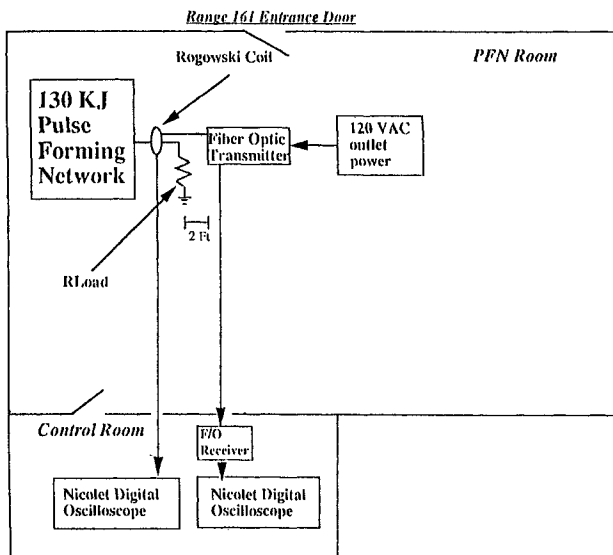 Range 161 Entrance Door
Rogowski Coil
PFN Room
130 KJ
Pulse
Forming
Network
Fiber Optic
Transmitter
120 VAC
outlet
power
2 Ft
RLoad
Control Room
F/O
Receiver
Nicolet Digital
Oscilloscope
Nicolet Digital
Oscilloscope